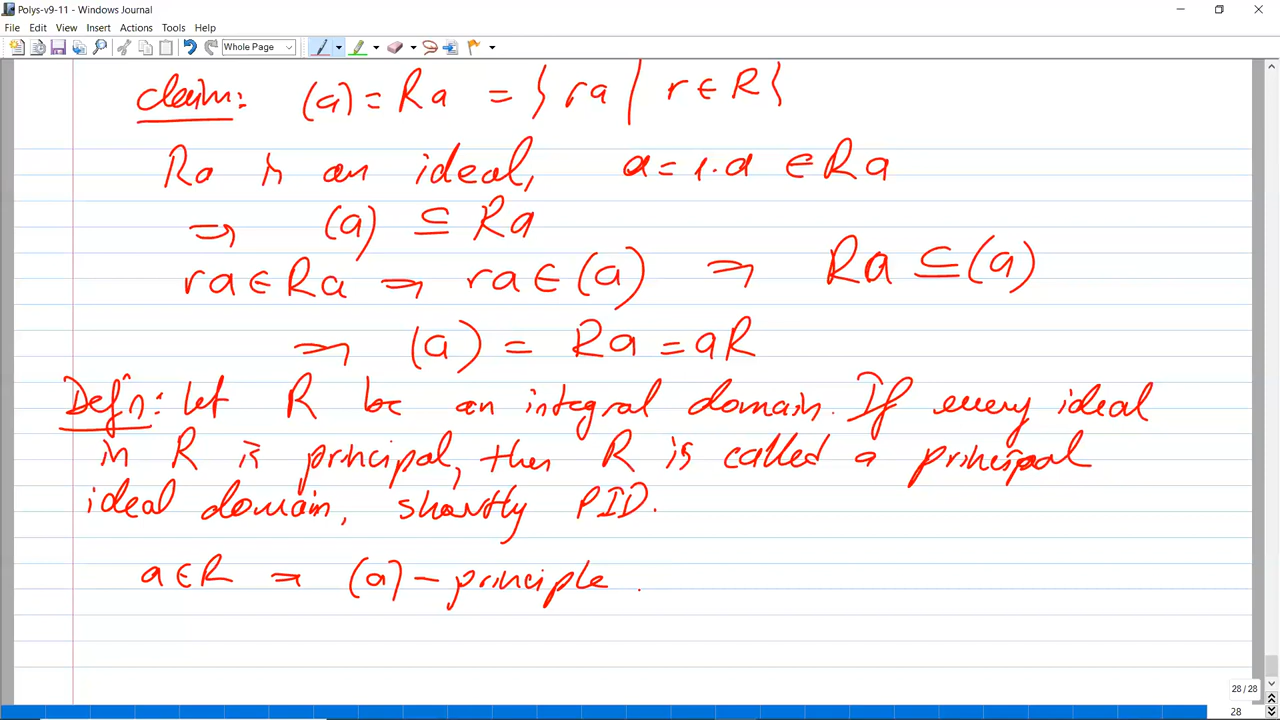 Polys-v9-11 - Windows Journal
File Edit View Insert Actions Tools Help
Whole Page
claim: (a) = Ra = { ra | r ∈ R }
Ra is an ideal, a = 1·a ∈ Ra
⇒ (a) ⊆ Ra
ra ∈ Ra ⇒ ra ∈ (a) ⇒ Ra ⊆ (a)
⇒ (a) = Ra = aR
Def'n: let R be an integral domain. If every ideal
in R is principal, then R is called a principal
ideal domain, shortly PID.
a ∈ R ⇒ (a) – principle .
28 / 28
28